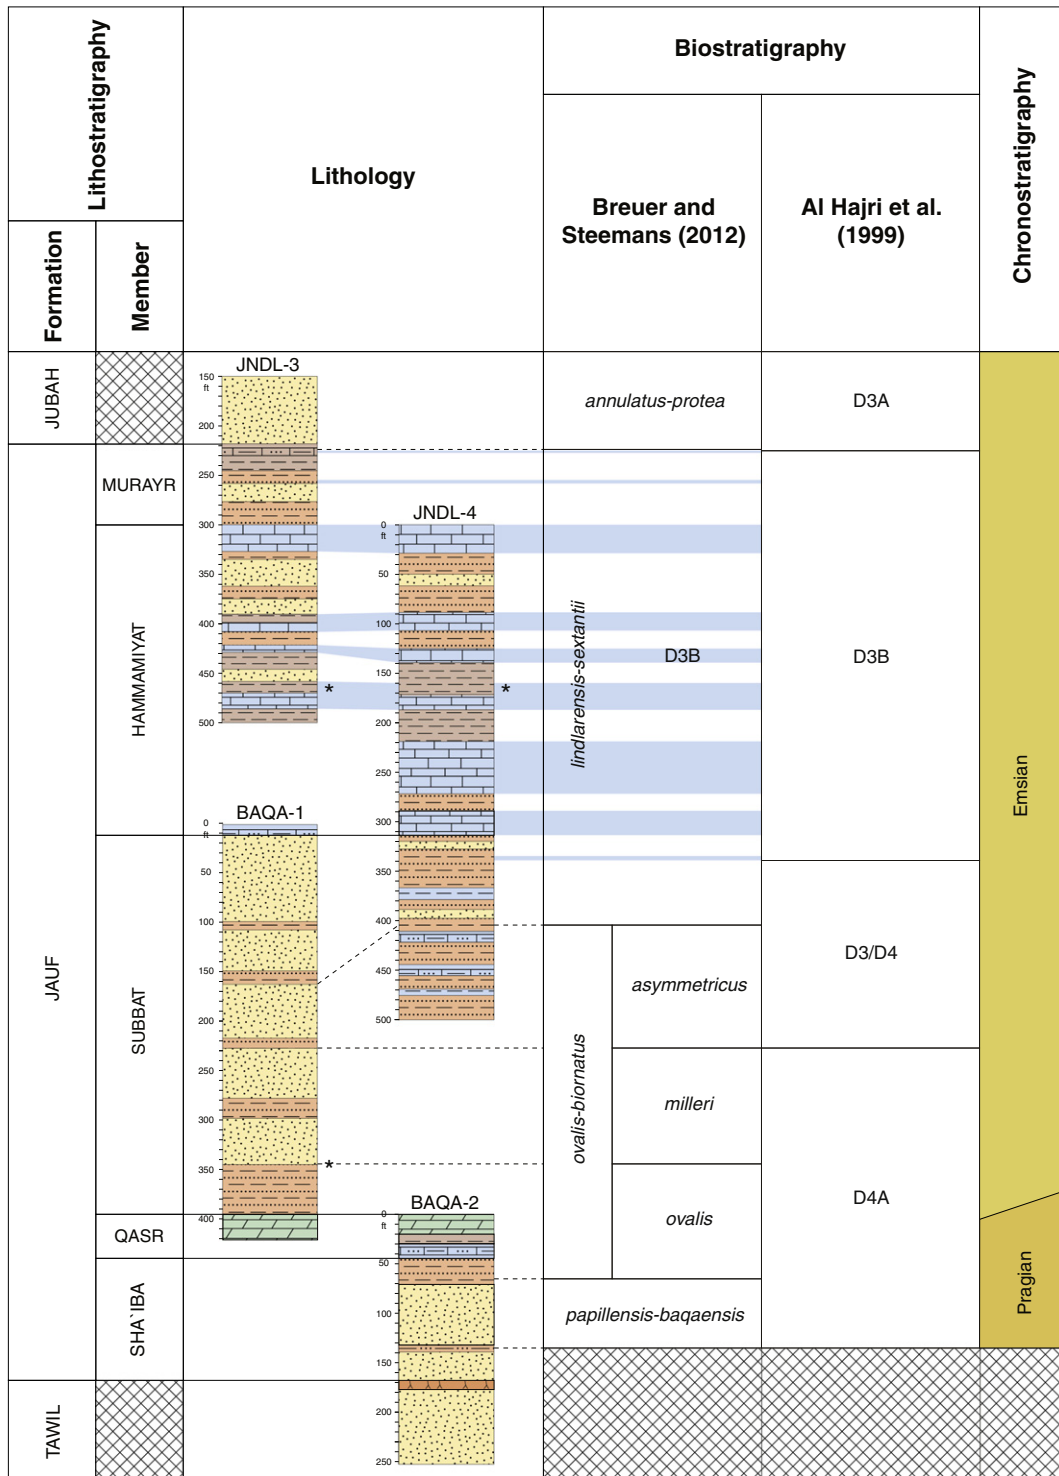 Lithostratigraphy
Formation
Member
Lithology
Biostratigraphy
Breuer and
Steemans (2012)
Al Hajri et al.
(1999)
Chronostratigraphy
JUBAH
JAUF
TAWIL
MURAYR
HAMMAMIYAT
SUBBAT
QASR
SHA`IBA
JNDL-3
150
ft
200
250
300
350
400
450
500
*
JNDL-4
0
ft
50
100
150
200
250
300
350
400
450
500
*
BAQA-1
0
ft
50
100
150
200
250
300
350
400
*
BAQA-2
0
ft
50
100
150
200
250
annulatus-protea
lindlarensis-sextantii
D3B
ovalis-biornatus
asymmetricus
milleri
ovalis
papillensis-baqaensis
D3A
D3B
D3/D4
D4A
Emsian
Pragian